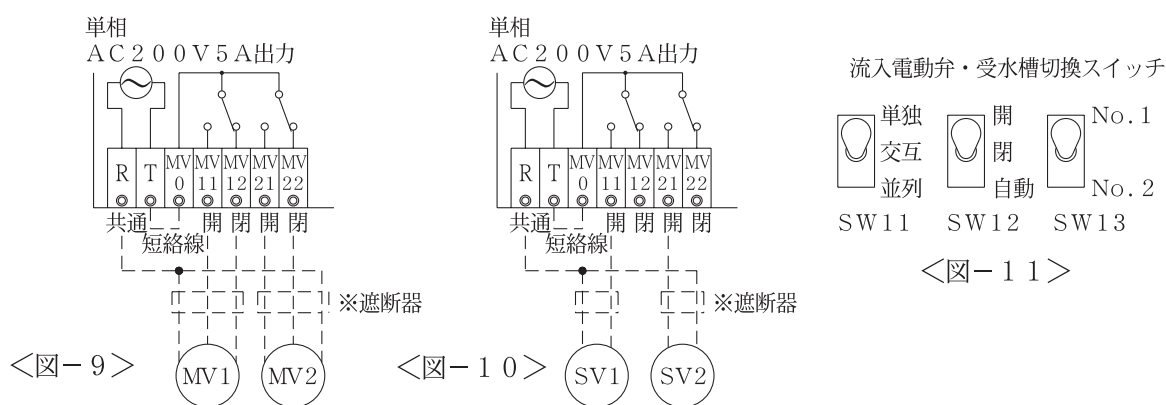 単相
AC200V5A出力
R T MV0 MV11 MV12 MV21 MV22
共通 開 閉 開 閉
短絡線
※遮断器
MV1 MV2
<図-9>
単相
AC200V5A出力
R T MV0 MV11 MV12 MV21 MV22
共通 開 閉 開 閉
短絡線
※遮断器
SV1 SV2
<図-10>
流入電動弁・受水槽切換スイッチ
単独 開 No.1
交互 閉
並列 自動 No.2
SW11 SW12 SW13
<図-11>